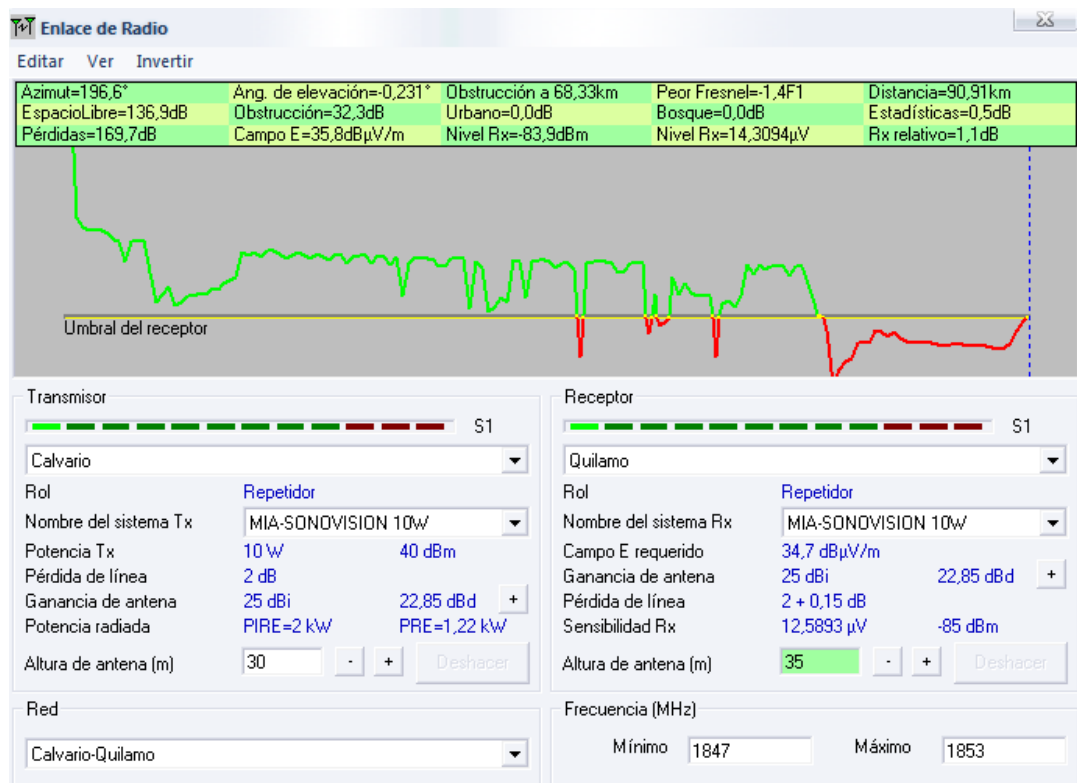 Enlace de Radio
Editar Ver Invertir
Azimut=196,6° Ang. de elevación=-0,231° Obstrucción a 68,33km Peor Fresnel=-1,4F1 Distancia=90,91km
EspacioLibre=136,9dB Obstrucción=32,3dB Urbano=0,0dB Bosque=0,0dB Estadísticas=0,5dB
Pérdidas=169,7dB Campo E=35,8dBµV/m Nivel Rx=-83,9dBm Nivel Rx=14,3094µV Rx relativo=1,1dB
Umbral del receptor
Transmisor
S1
Calvario
Rol Repetidor
Nombre del sistema Tx MIA-SONOVISION 10W
Potencia Tx 10 W 40 dBm
Pérdida de línea 2 dB
Ganancia de antena 25 dBi 22,85 dBd +
Potencia radiada PIRE=2 kW PRE=1,22 kW
Altura de antena (m) 30 - + Deshacer
Red
Calvario-Quilamo
Receptor
S1
Quilamo
Rol Repetidor
Nombre del sistema Rx MIA-SONOVISION 10W
Campo E requerido 34,7 dBµV/m
Ganancia de antena 25 dBi 22,85 dBd +
Pérdida de línea 2 + 0,15 dB
Sensibilidad Rx 12,5893 µV -85 dBm
Altura de antena (m) 35 - + Deshacer
Frecuencia (MHz)
Mínimo 1847 Máximo 1853